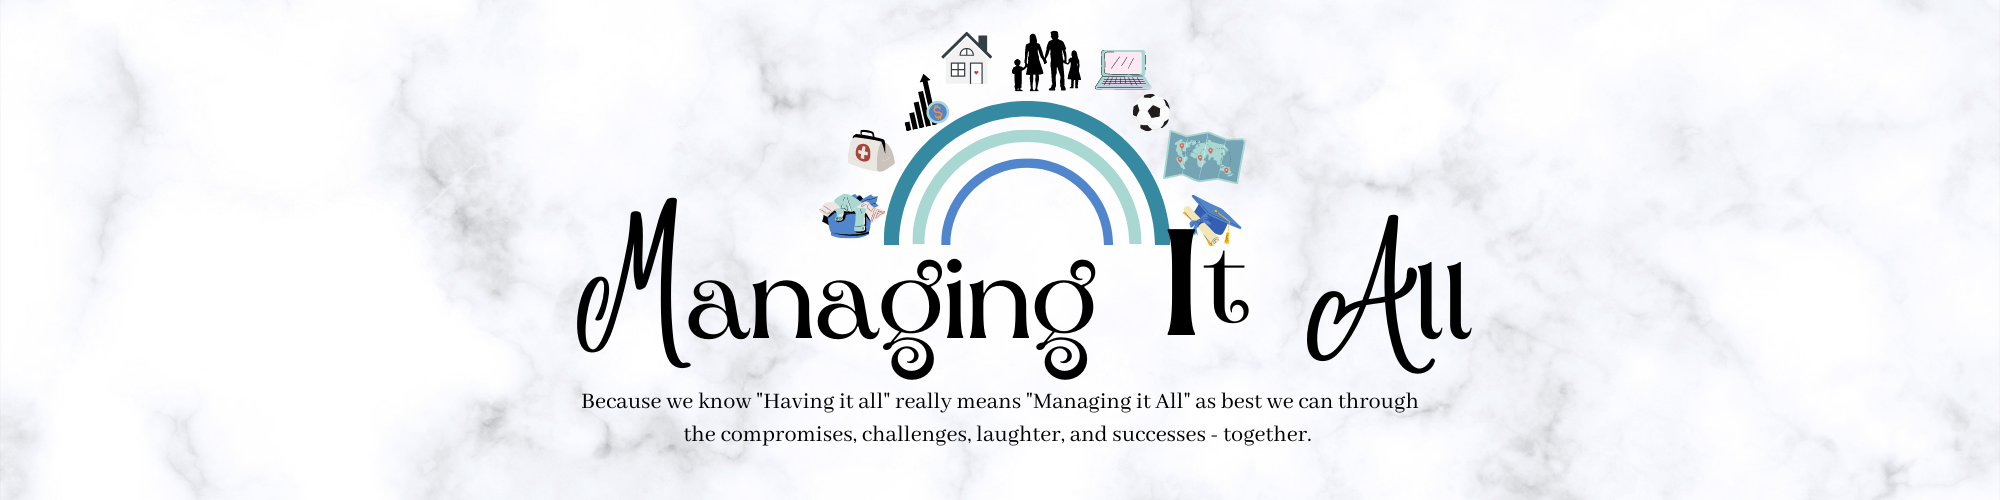 Managing It All
Because we know "Having it all" really means "Managing it All" as best we can through
the compromises, challenges, laughter, and successes - together.